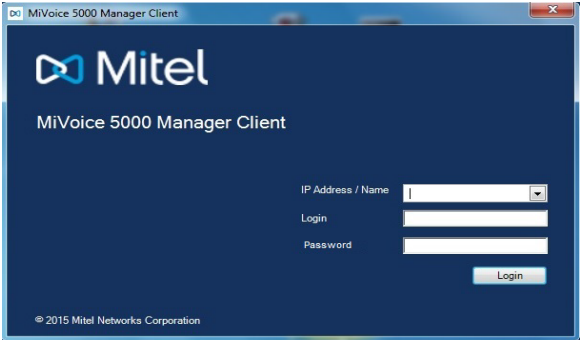 MiVoice 5000 Manager Client
Mitel
MiVoice 5000 Manager Client
IP Address / Name
Login
Password
Login
© 2015 Mitel Networks Corporation